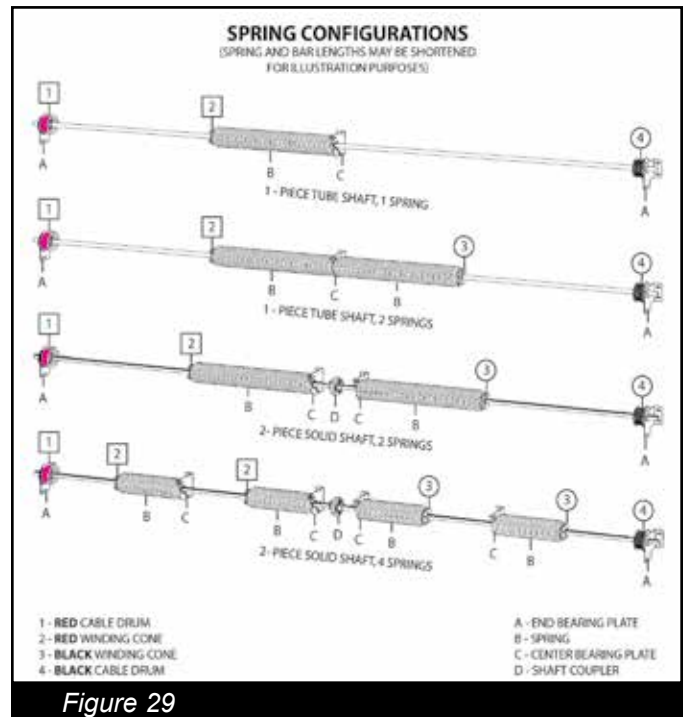 SPRING CONFIGURATIONS
(SPRING AND BAR LENGTHS MAY BE SHORTENED
FOR ILLUSTRATION PURPOSES)
1
2
4
A
B
C
A
1 - PIECE TUBE SHAFT, 1 SPRING
1
2
3
4
A
B
C
B
A
1 - PIECE TUBE SHAFT, 2 SPRINGS
1
2
3
4
A
B
C
D
C
B
A
2- PIECE SOLID SHAFT, 2 SPRINGS
1
2
2
3
3
4
A
B
C
B
C
D
C
B
C
B
A
2- PIECE SOLID SHAFT, 4 SPRINGS
1 - RED CABLE DRUM
2 - RED WINDING CONE
3 - BLACK WINDING CONE
4 - BLACK CABLE DRUM
A - END BEARING PLATE
B - SPRING
C - CENTER BEARING PLATE
D - SHAFT COUPLER
Figure 29